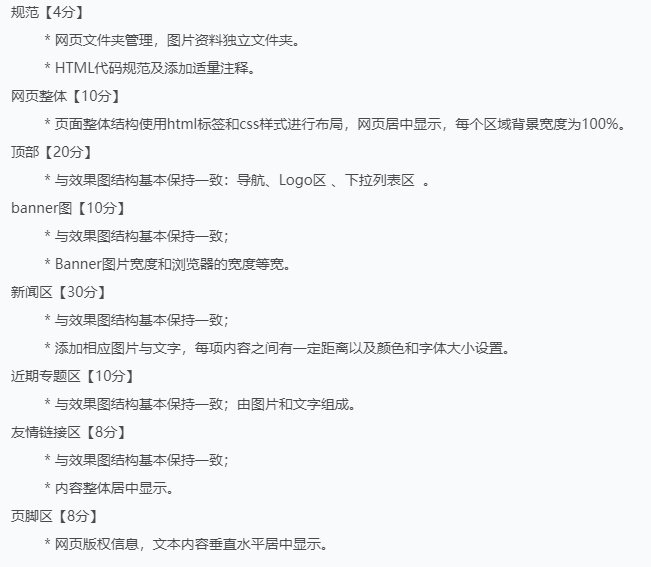 规范【4分】
* 网页文件夹管理，图片资料独立文件夹。
* HTML代码规范及添加适量注释。
网页整体【10分】
* 页面整体结构使用html标签和css样式进行布局，网页居中显示，每个区域背景宽度为100%。
顶部【20分】
* 与效果图结构基本保持一致：导航、Logo区 、下拉列表区 。
banner图【10分】
* 与效果图结构基本保持一致；
* Banner图片宽度和浏览器的宽度等宽。
新闻区【30分】
* 与效果图结构基本保持一致；
* 添加相应图片与文字，每项内容之间有一定距离以及颜色和字体大小设置。
近期专题区【10分】
* 与效果图结构基本保持一致；由图片和文字组成。
友情链接区【8分】
* 与效果图结构基本保持一致；
* 内容整体居中显示。
页脚区【8分】
* 网页版权信息，文本内容垂直水平居中显示。